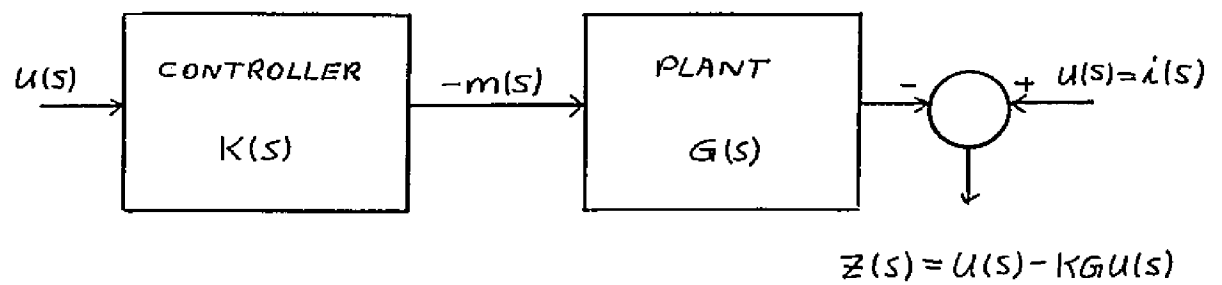 CONTROLLER
K(S)
PLANT
G(S)
U(S)
-m(S)
-
+
U(S)=i(S)
Z(S)=U(S)-KGU(S)